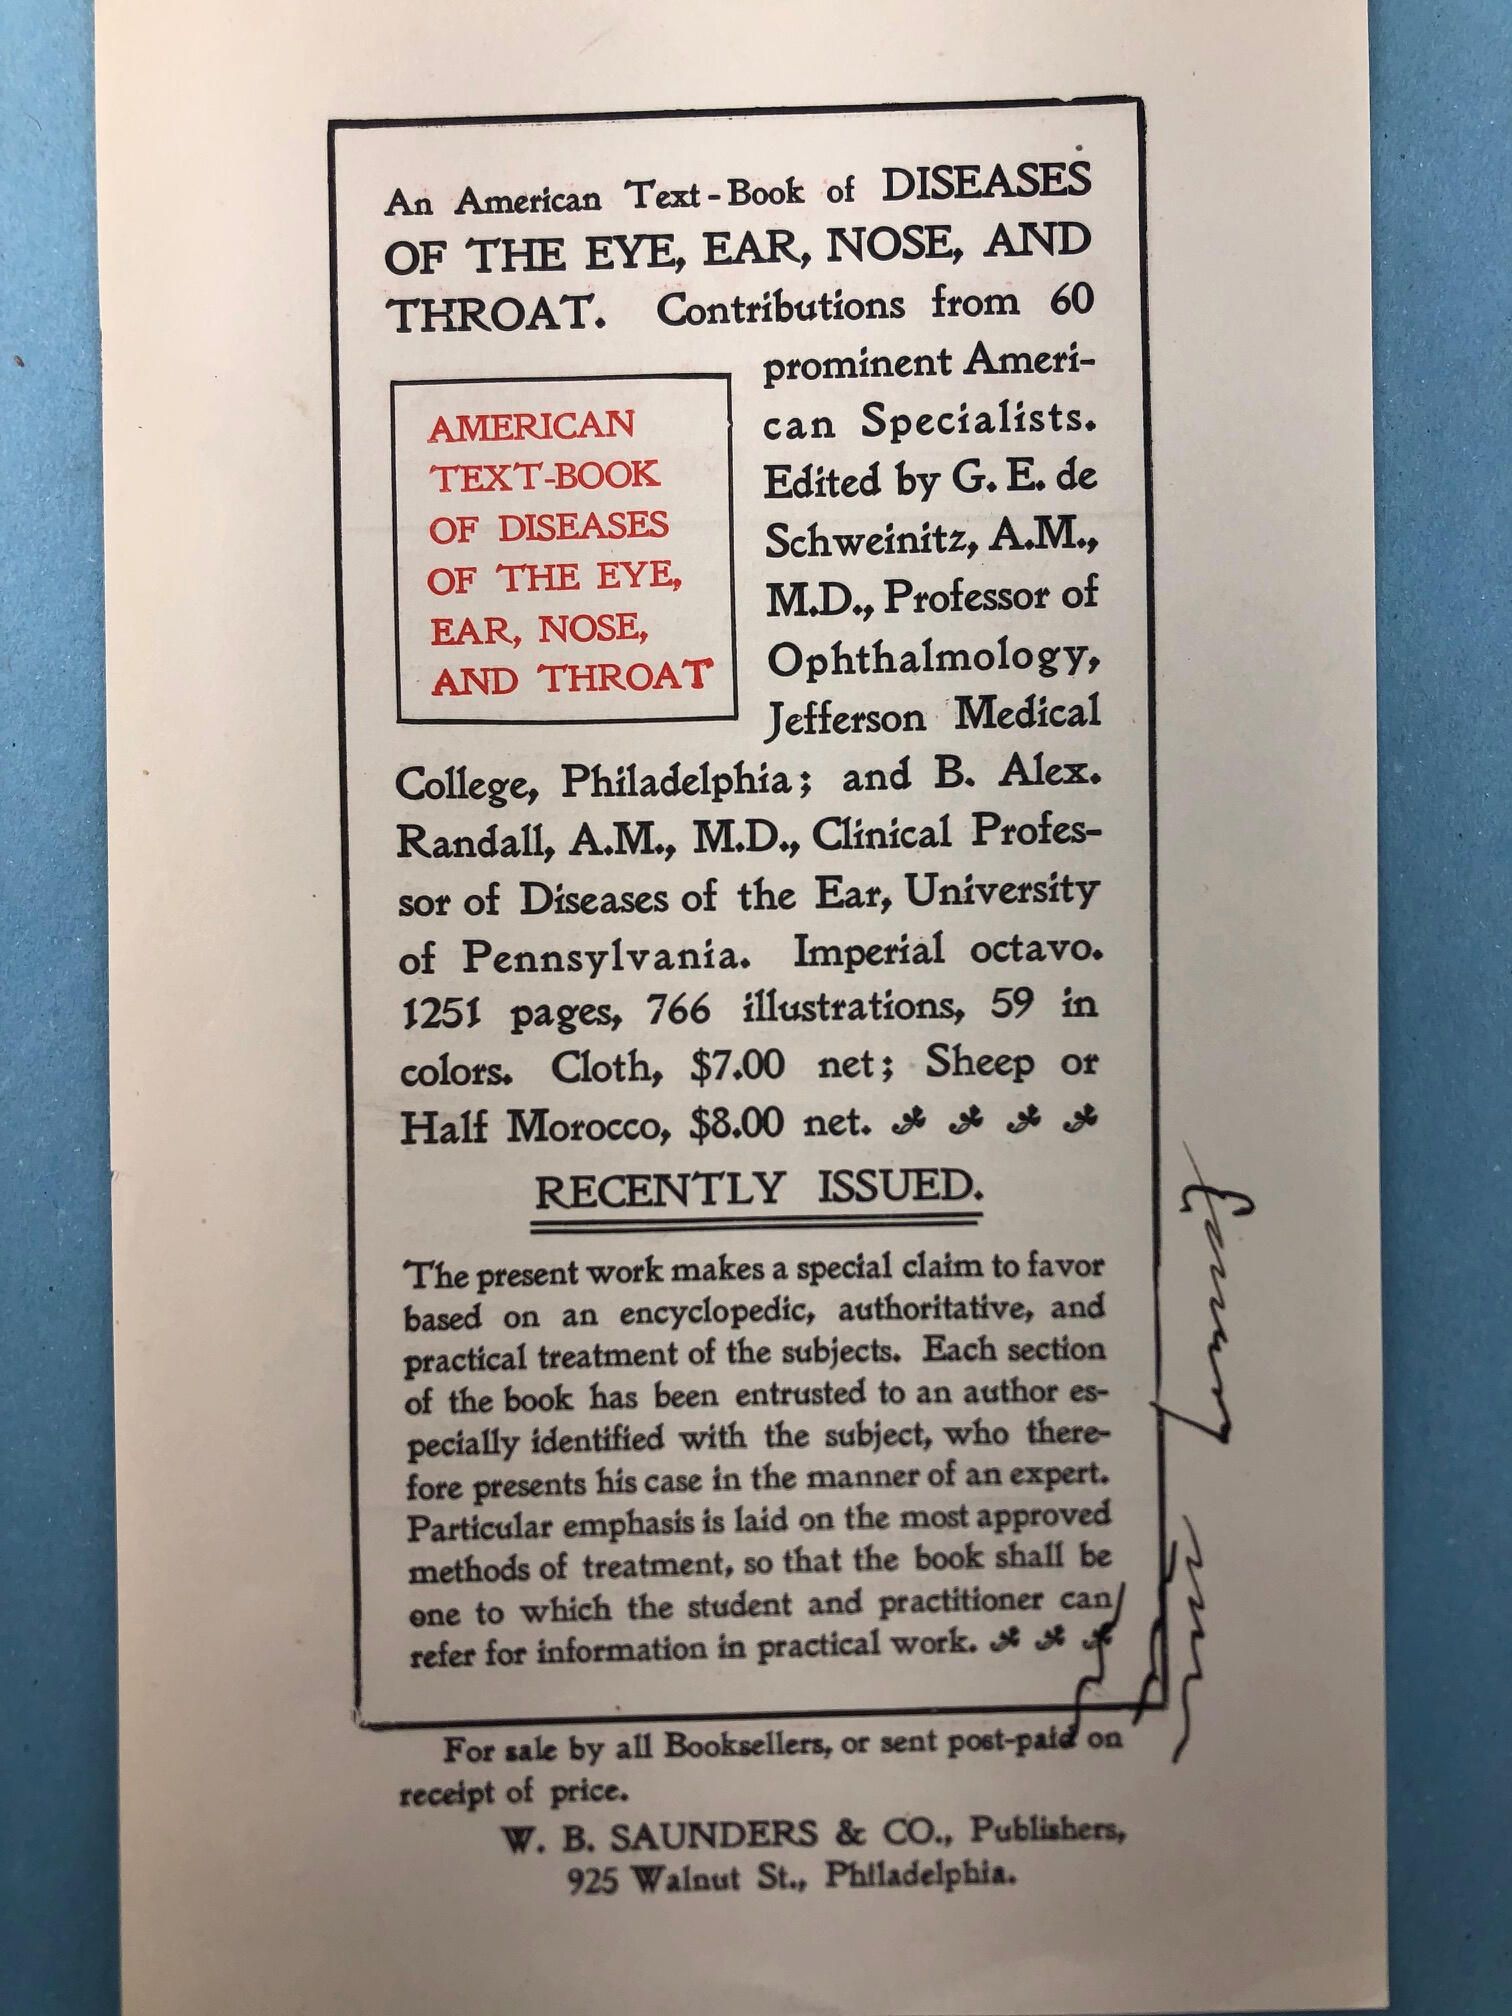 An American Text-Book of DISEASES
OF THE EYE, EAR, NOSE, AND
THROAT. Contributions from 60
prominent Ameri-
can Specialists.
Edited by G. E. de
Schweinitz, A.M.,
M.D., Professor of
Ophthalmology,
Jefferson Medical
AMERICAN
TEXT-BOOK
OF DISEASES
OF THE EYE,
EAR, NOSE,
AND THROAT
College, Philadelphia; and B. Alex.
Randall, A.M., M.D., Clinical Profes-
sor of Diseases of the Ear, University
of Pennsylvania. Imperial octavo.
1251 pages, 766 illustrations, 59 in
colors. Cloth, $7.00 net; Sheep or
Half Morocco, $8.00 net.
RECENTLY ISSUED.
The present work makes a special claim to favor
based on an encyclopedic, authoritative, and
practical treatment of the subjects. Each section
of the book has been entrusted to an author es-
pecially identified with the subject, who there-
fore presents his case in the manner of an expert.
Particular emphasis is laid on the most approved
methods of treatment, so that the book shall be
one to which the student and practitioner can
refer for information in practical work.
For sale by all Booksellers, or sent post-paid on
receipt of price.
W. B. SAUNDERS & CO., Publishers,
925 Walnut St., Philadelphia.